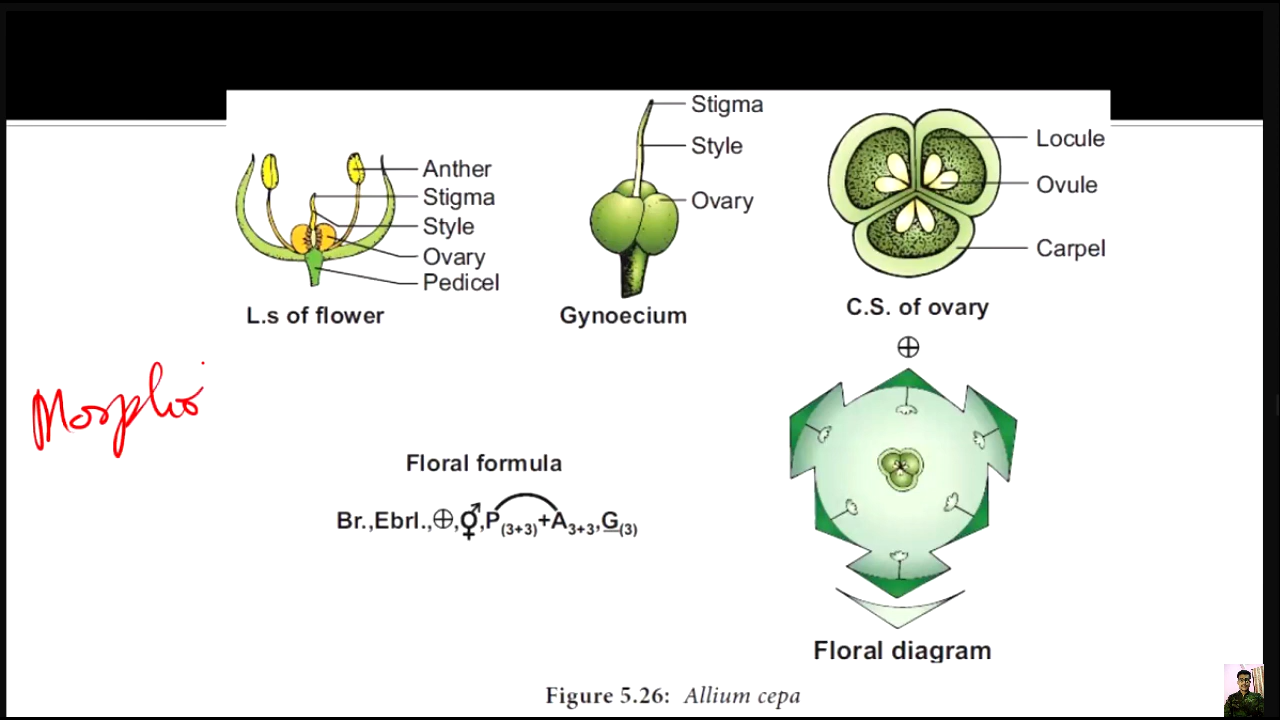 Anther
Stigma
Style
Ovary
Pedicel
L.s of flower
Stigma
Style
Ovary
Gynoecium
Locule
Ovule
Carpel
C.S. of ovary
⊕
Morpho
Floral formula
Br.,Ebrl.,⊕,⚥,P(3+3)+A3+3,G(3)
Floral diagram
Figure 5.26: Allium cepa